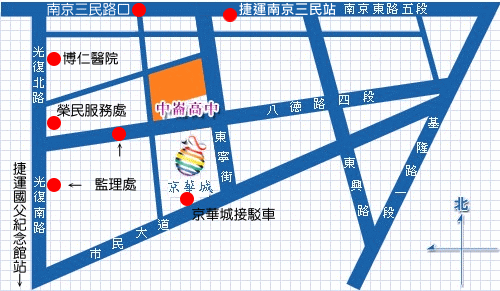 南京三民路口
捷運南京三民站
南京東路五段
光復北路
博仁醫院
榮民服務處
中崙高中
八德路四段
東寧街
京華城
監理處
←
光復南路
京華城接駁車
市民大道
東興路
基隆路一段
捷運國父紀念館站→
北